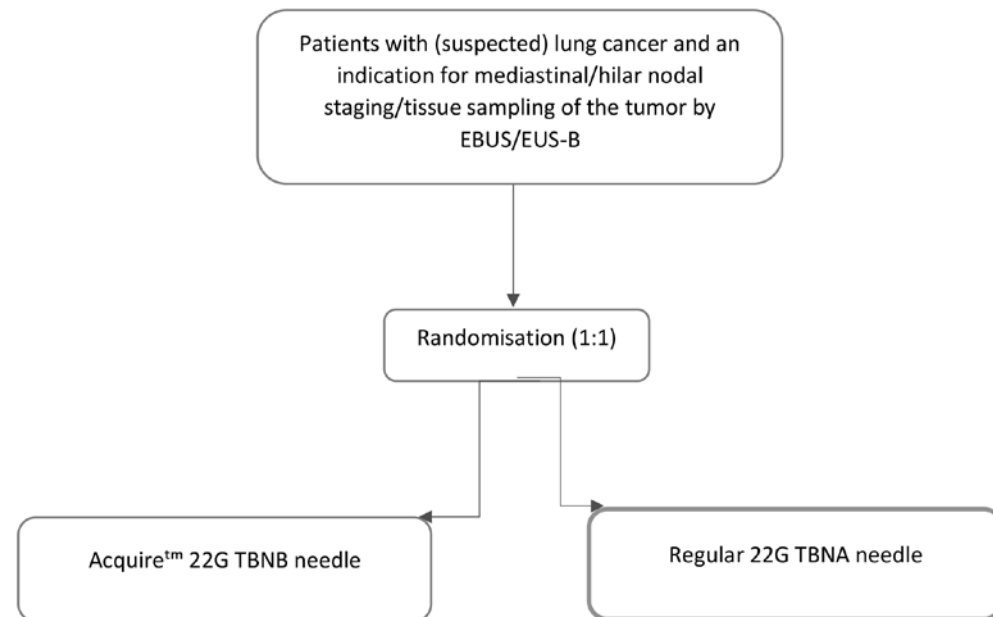 Patients with (suspected) lung cancer and an
indication for mediastinal/hilar nodal
staging/tissue sampling of the tumor by
EBUS/EUS-B
Randomisation (1:1)
Acquire™ 22G TBNB needle
Regular 22G TBNA needle